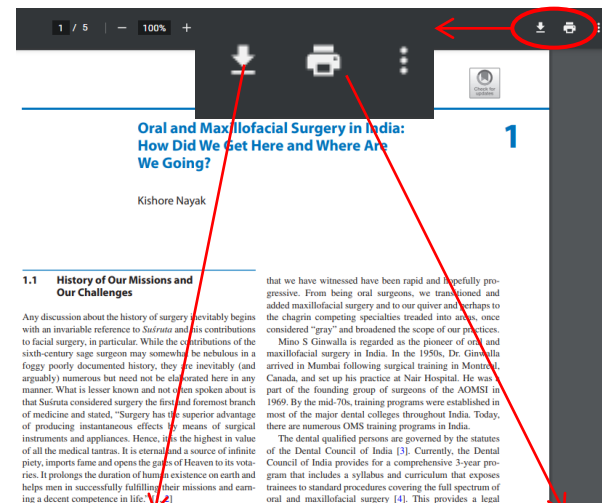 1 / 5 | — 100% +
Check for
updates
Oral and Maxillofacial Surgery in India:
How Did We Get Here and Where Are
We Going?
1
Kishore Nayak
1.1 History of Our Missions and
Our Challenges
Any discussion about the history of surgery inevitably begins
with an invariable reference to Suśruta and his contributions
to facial surgery, in particular. While the contributions of the
sixth-century sage surgeon may somewhat be nebulous in a
foggy poorly documented history, they are inevitably (and
arguably) numerous but need not be elaborated here in any
manner. What is lesser known and not often spoken about is
that Suśruta considered surgery the first and foremost branch
of medicine and stated, “Surgery has the superior advantage
of producing instantaneous effects by means of surgical
instruments and appliances. Hence, it is the highest in value
of all the medical tantras. It is eternal and a source of infinite
piety, imports fame and opens the gates of Heaven to its vota-
ries. It prolongs the duration of human existence on earth and
helps men in successfully fulfilling their missions and earn-
ing a decent competence in life.” 2]
that we have witnessed have been rapid and hopefully pro-
gressive. From being oral surgeons, we transitioned and
added maxillofacial surgery and to our quiver and perhaps to
the chagrin competing specialties treaded into areas, once
considered “gray” and broadened the scope of our practices.
Mino S Ginwalla is regarded as the pioneer of oral and
maxillofacial surgery in India. In the 1950s, Dr. Ginwalla
arrived in Mumbai following surgical training in Montreal,
Canada, and set up his practice at Nair Hospital. He was a
part of the founding group of surgeons of the AOMSI in
1969. By the mid-70s, training programs were established in
most of the major dental colleges throughout India. Today,
there are numerous OMS training programs in India.
The dental qualified persons are governed by the statutes
of the Dental Council of India [3]. Currently, the Dental
Council of India provides for a comprehensive 3-year pro-
gram that includes a syllabus and curriculum that exposes
trainees to standard procedures covering the full spectrum of
oral and maxillofacial surgery [4]. This provides a legal